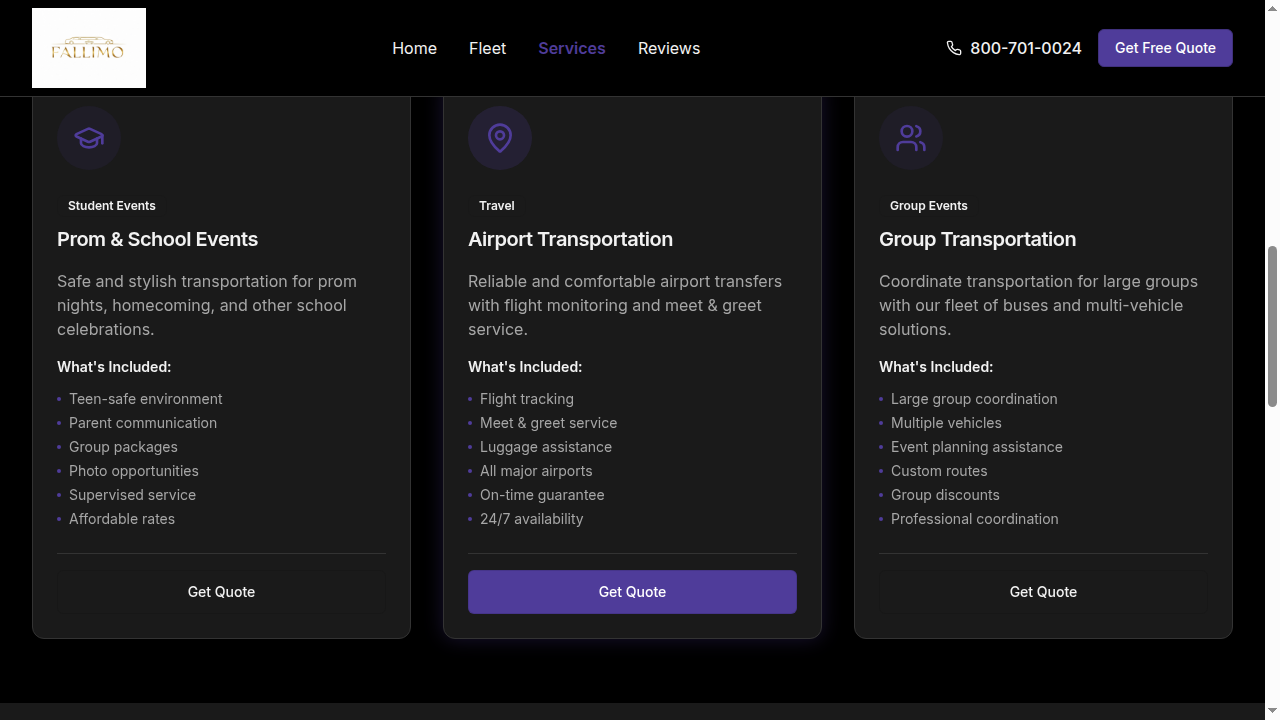 FALLIMO
Home
Fleet
Services
Reviews
800-701-0024
Get Free Quote
Student Events
Prom & School Events
Safe and stylish transportation for prom
nights, homecoming, and other school
celebrations.
What's Included:
Teen-safe environment
Parent communication
Group packages
Photo opportunities
Supervised service
Affordable rates
Get Quote
Travel
Airport Transportation
Reliable and comfortable airport transfers
with flight monitoring and meet & greet
service.
What's Included:
Flight tracking
Meet & greet service
Luggage assistance
All major airports
On-time guarantee
24/7 availability
Get Quote
Group Events
Group Transportation
Coordinate transportation for large groups
with our fleet of buses and multi-vehicle
solutions.
What's Included:
Large group coordination
Multiple vehicles
Event planning assistance
Custom routes
Group discounts
Professional coordination
Get Quote